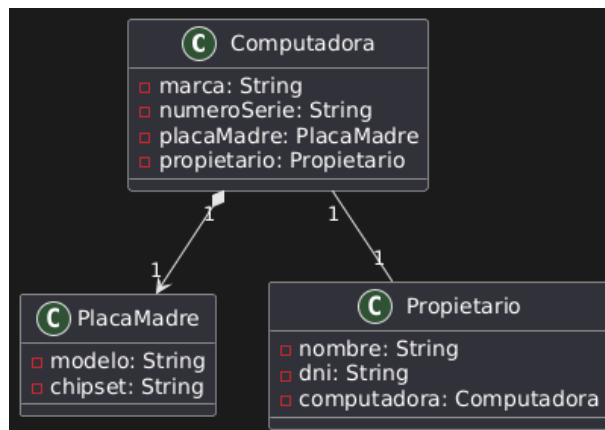 C Computadora
marca: String
numeroSerie: String
placaMadre: PlacaMadre
propietario: Propietario
1
1
1
1
C PlacaMadre
modelo: String
chipset: String
C Propietario
nombre: String
dni: String
computadora: Computadora